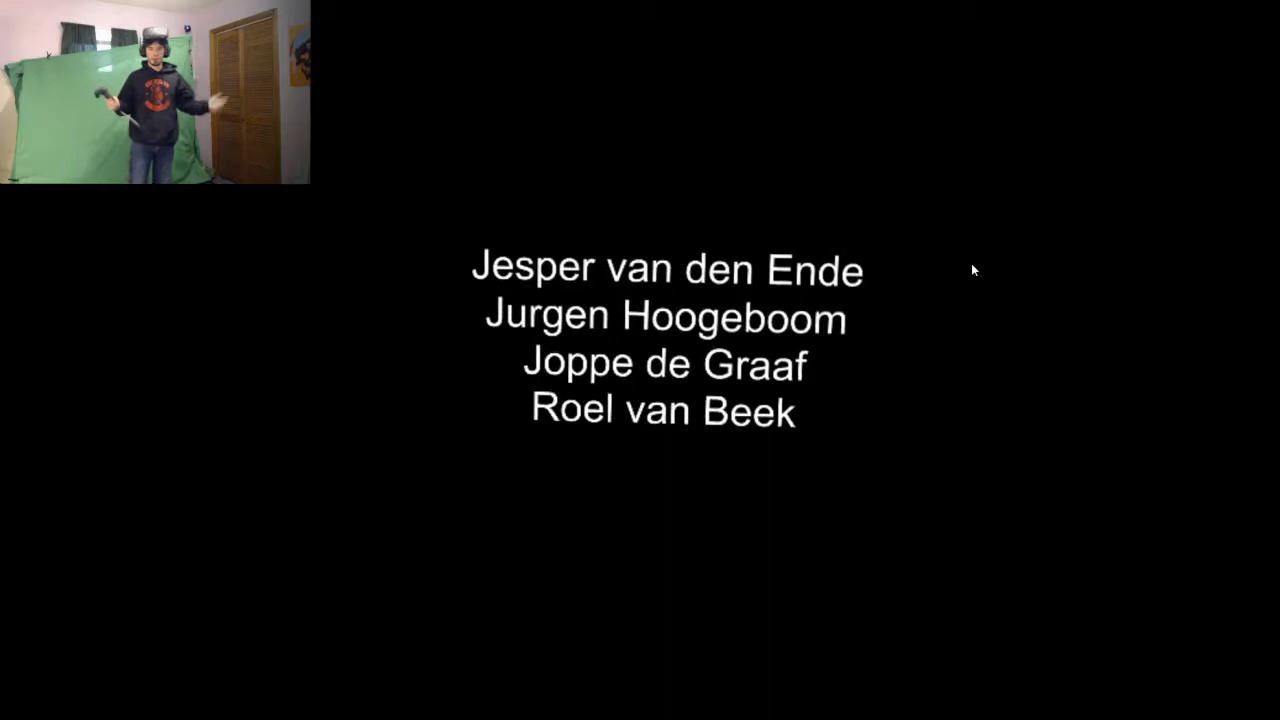 Jesper van den Ende
Jurgen Hoogeboom
Joppe de Graaf
Roel van Beek